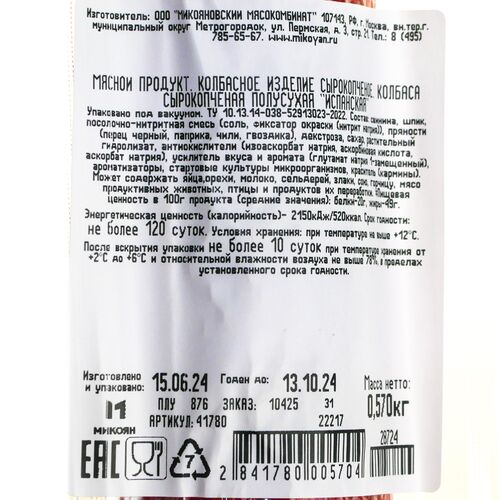 Изготовитель: ООО "МИКОЯНОВСКИЙ МЯСОКОМБИНАТ" 107143, РФ, г. Москва, вн.тер.г.
муниципальный округ Метрогородок, ул. Пермская, д. 3, стр. 21. Тел.: 8 (495)
785-65-67. www.mikoyan.ru
МЯСНОЙ ПРОДУКТ. КОЛБАСНОЕ ИЗДЕЛИЕ СЫРОКОПЧЕНОЕ. КОЛБАСА
СЫРОКОПЧЕНАЯ ПОЛУСУХАЯ "ИСПАНСКАЯ"
Упаковано под вакуумом. ТУ 10.13.14-038-52913023-2022. Состав: свинина, шпик,
посолочно-нитритная смесь (соль, фиксатор окраски (нитрит натрия)), пряности
(перец черный, паприка, чили, гвоздика), декстроза, сахар, растительный
гидролизат, антиокислители (изоаскорбат натрия, аскорбиновая кислота,
аскорбат натрия), усилитель вкуса и аромата (глутамат натрия 1-замещенный),
ароматизаторы, стартовые культуры микроорганизмов, краситель (кармины).
Может содержать яйца, орехи, молоко, сельдерей, злаки, сою, горчицу, мясо
продуктивных животных, птицы и продуктов их переработки. Пищевая
ценность в 100г продукта (средние значения): белки-20г, жиры-49г.
Энергетическая ценность (калорийность)- 2150кДж/520ккал. Срок годности:
не более 120 суток. Условия хранения: при температуре не выше +12°С.
После вскрытия упаковки не более 10 суток при температуре хранения от
+2°С до +6°С и относительной влажности воздуха не выше 78%, в пределах
установленного срока годности.
Изготовлено
и упаковано: 15.06.24 Годен до: 13.10.24 Масса нетто:
0,570кг
ПЛУ 876 ЗАКАЗ: 10425 31
АРТИКУЛ: 41780 22217
28724
М
МИКОЯН
EAC
7
2 841780 005704